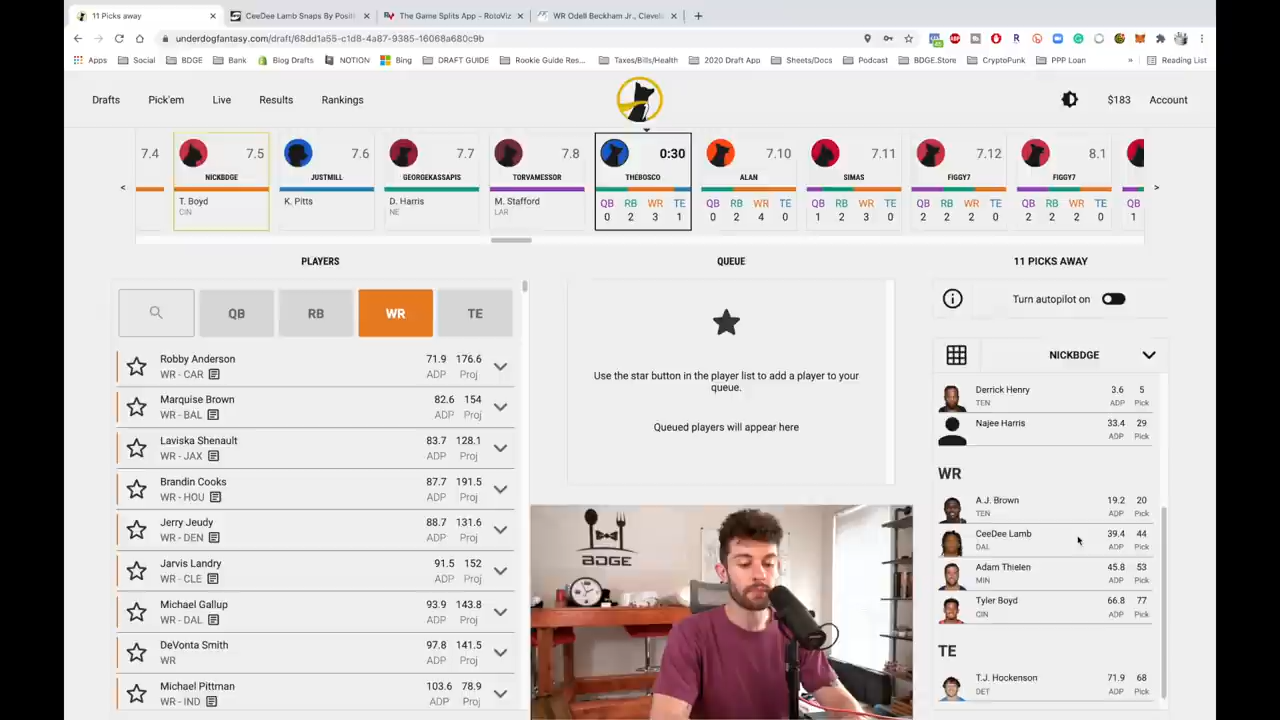 11 Picks away
CeeDee Lamb Snaps By Positi
The Game Splits App - RotoViz
WR Odell Beckham Jr., Clevela
underdogfantasy.com/draft/68dd1a55-c1d8-4a87-9385-16068a680c9b
Apps Social BDGE Bank Blog Drafts NOTION Bing DRAFT GUIDE Rookie Guide Res... Taxes/Bills/Health 2020 Draft App Sheets/Docs Podcast BDGE.Store CryptoPunk PPP Loan » Reading List
Drafts Pick'em Live Results Rankings $183 Account
7.4 7.5 7.6 7.7 7.8 0:30 7.10 7.11 7.12 8.1
NICKBDGE JUSTMILL GEORGEKASSAPIS TORVAMESSOR THEBOSCO ALAN SIMAS FIGGY7 FIGGY7
< T. Boyd K. Pitts D. Harris M. Stafford QB RB WR TE QB RB WR TE QB RB WR TE QB RB WR TE QB RB WR TE QB >
CIN NE LAR 0 2 3 1 0 2 4 0 1 2 3 0 2 2 2 0 2 2 2 0 1
PLAYERS
QB RB WR TE
Robby Anderson 71.9 176.6
WR - CAR ADP Proj
Marquise Brown 82.6 154
WR - BAL ADP Proj
Laviska Shenault 83.7 128.1
WR - JAX ADP Proj
Brandin Cooks 87.7 191.5
WR - HOU ADP Proj
Jerry Jeudy 88.7 131.6
WR - DEN ADP Proj
Jarvis Landry 91.5 152
WR - CLE ADP Proj
Michael Gallup 93.9 143.8
WR - DAL ADP Proj
DeVonta Smith 97.8 141.5
WR ADP Proj
Michael Pittman 103.6 78.9
WR - IND ADP Proj
QUEUE
Use the star button in the player list to add a player to your
queue.
Queued players will appear here
BDGE
11 PICKS AWAY
Turn autopilot on
NICKBDGE
Derrick Henry 3.6 5
TEN ADP Pick
Najee Harris 33.4 29
ADP Pick
WR
A.J. Brown 19.2 20
TEN ADP Pick
CeeDee Lamb 39.4 44
DAL ADP Pick
Adam Thielen 45.8 53
MIN ADP Pick
Tyler Boyd 66.8 77
CIN ADP Pick
TE
T.J. Hockenson 71.9 68
DET ADP Pick